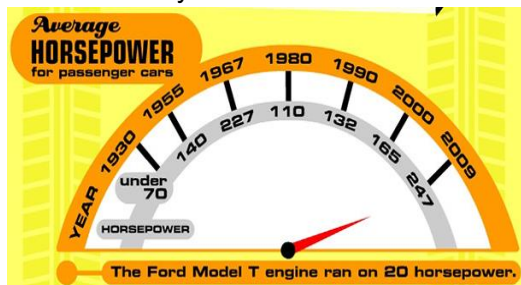 Average
HORSEPOWER
for passenger cars
YEAR 1930 1955 1967 1980 1990 2000 2009
HORSEPOWER under 70 140 227 110 132 165 247
The Ford Model T engine ran on 20 horsepower.